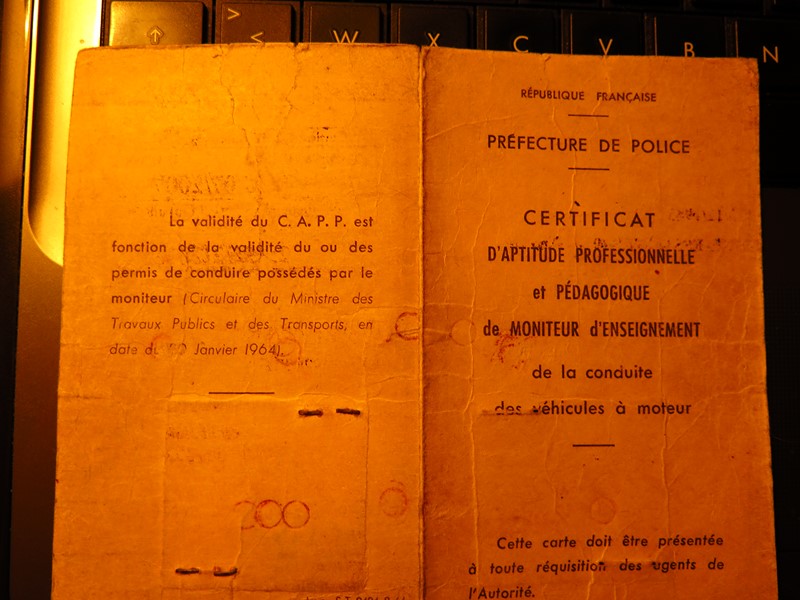 W X C V B N
La validité du C. A. P. P. est
fonction de la validité du ou des
permis de conduire possédés par le
moniteur (Circulaire du Ministre des
Travaux Publics et des Transports, en
date du Janvier 1964).
200
RÉPUBLIQUE FRANÇAISE
PRÉFECTURE DE POLICE
CERTIFICAT
D'APTITUDE PROFESSIONNELLE
et PÉDAGOGIQUE
de MONITEUR d'ENSEIGNEMENT
de la conduite
des véhicules à moteur
Cette carte doit être présentée
à toute réquisition des agents de
l'Autorité.